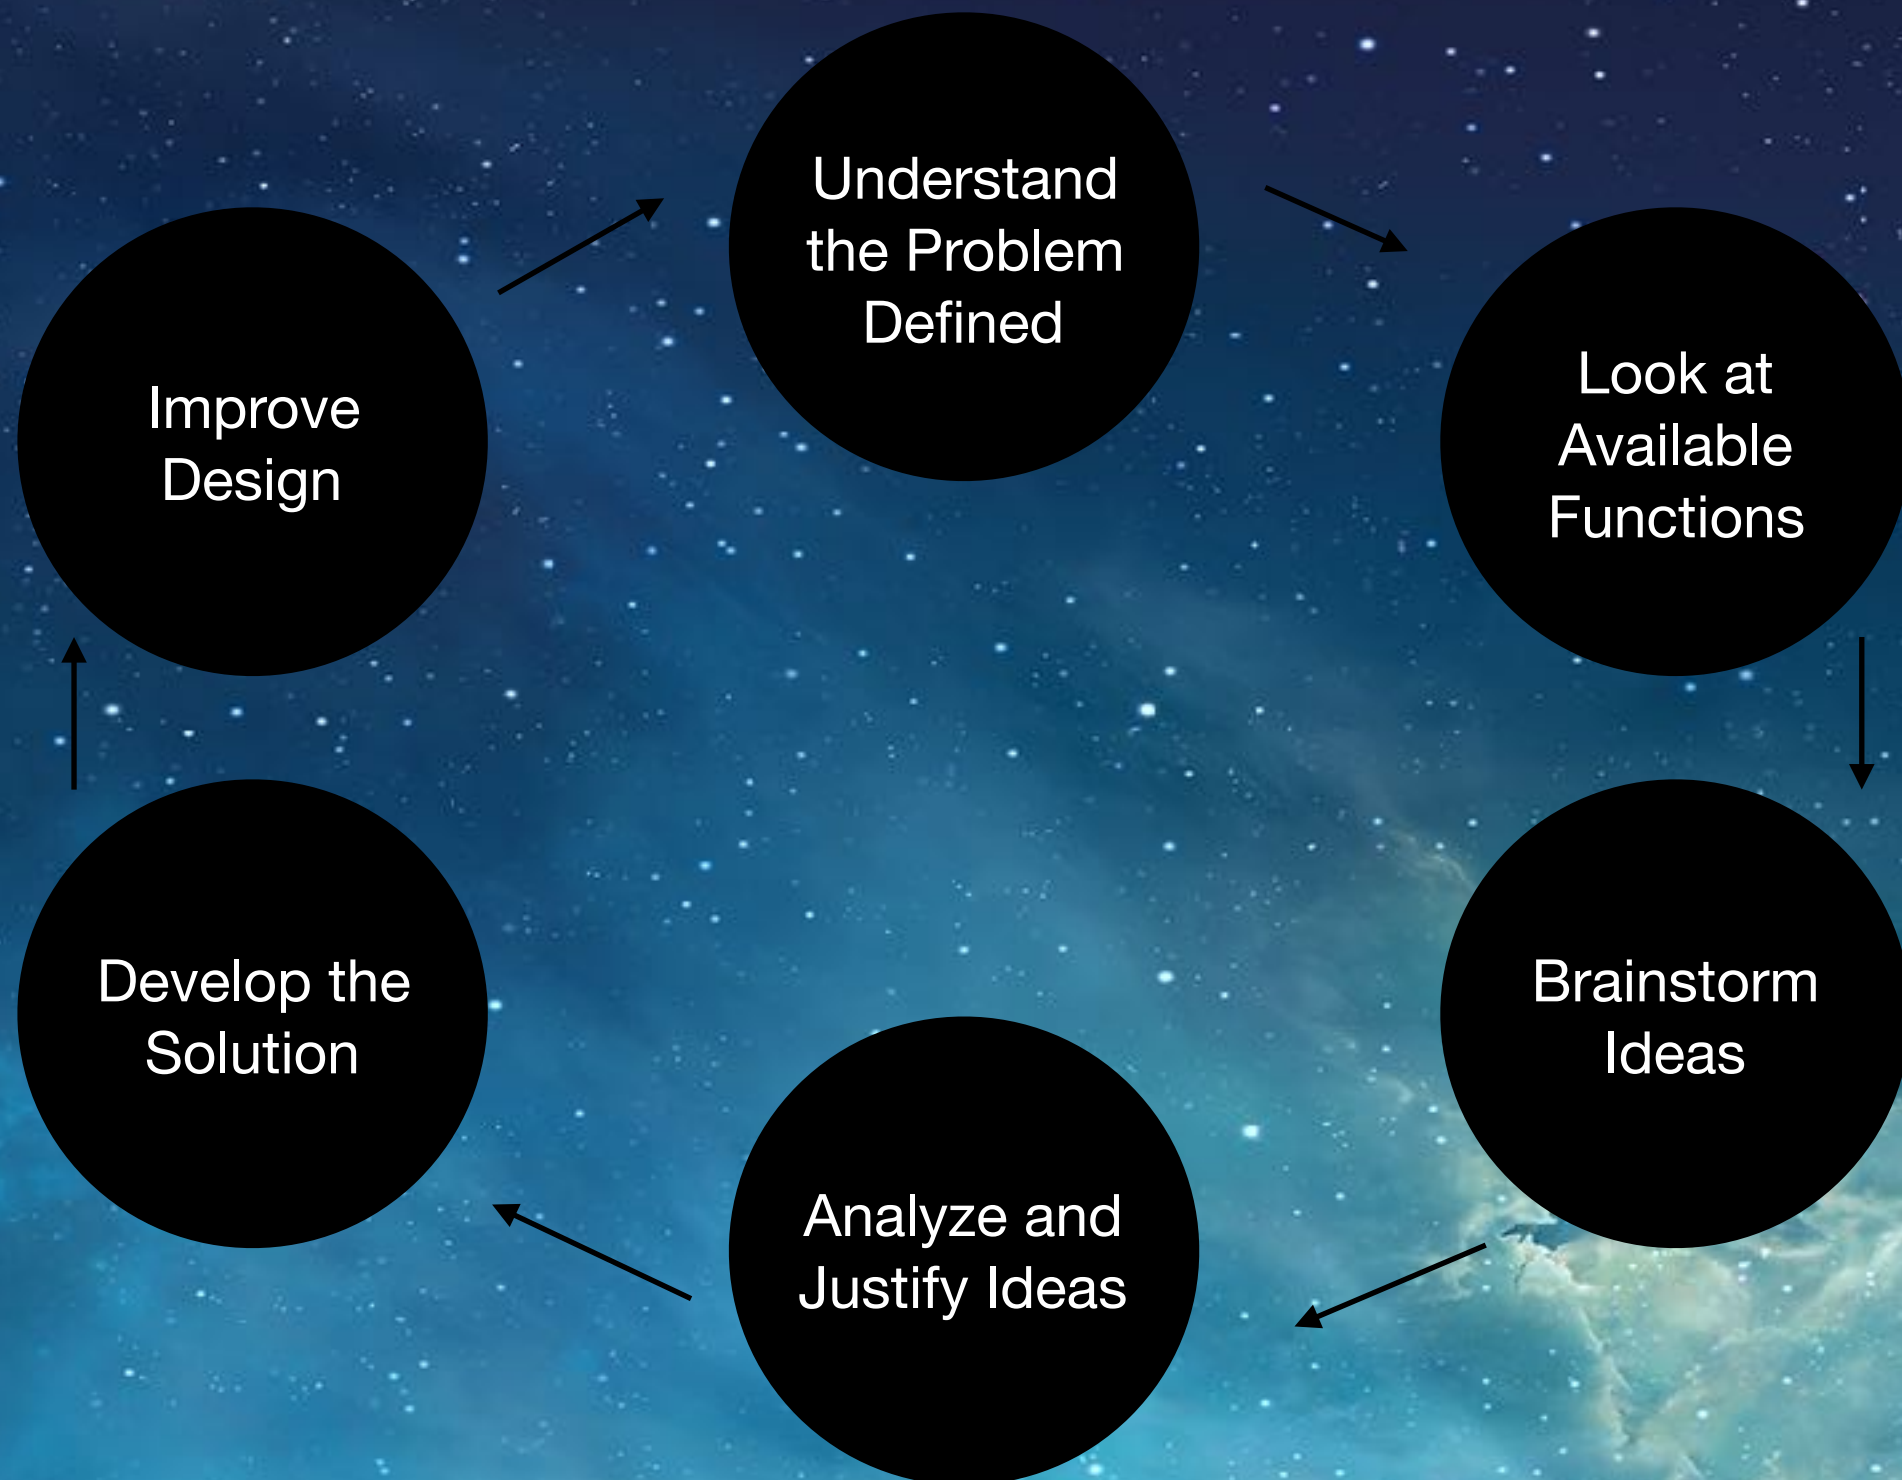 Understand
the Problem
Defined
Look at
Available
Functions
Brainstorm
Ideas
Analyze and
Justify Ideas
Develop the
Solution
Improve
Design